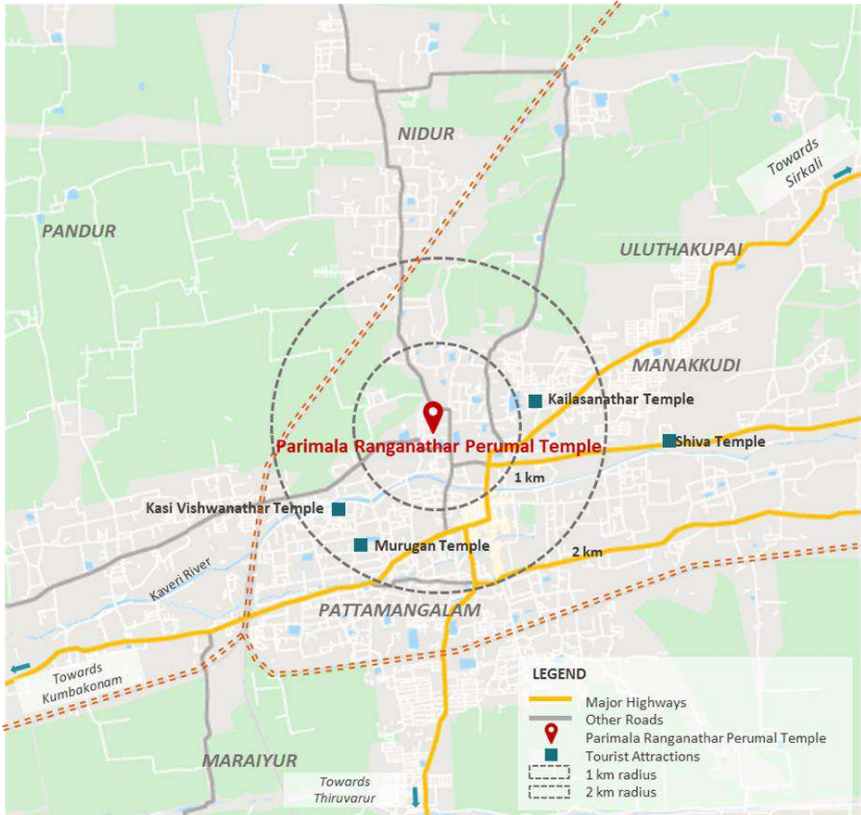 NIDUR
Towards
Sirkali
PANDUR
ULUTHAKUPAI
MANAKKUDI
Kailasanathar Temple
Parimala Ranganathar Perumal Temple
Shiva Temple
1 km
Kasi Vishwanathar Temple
Murugan Temple
2 km
Kaveri River
PATTAMANGALAM
Towards
Kumbakonam
MARAIYUR
Towards
Thiruvarur
LEGEND
Major Highways
Other Roads
Parimala Ranganathar Perumal Temple
Tourist Attractions
1 km radius
2 km radius